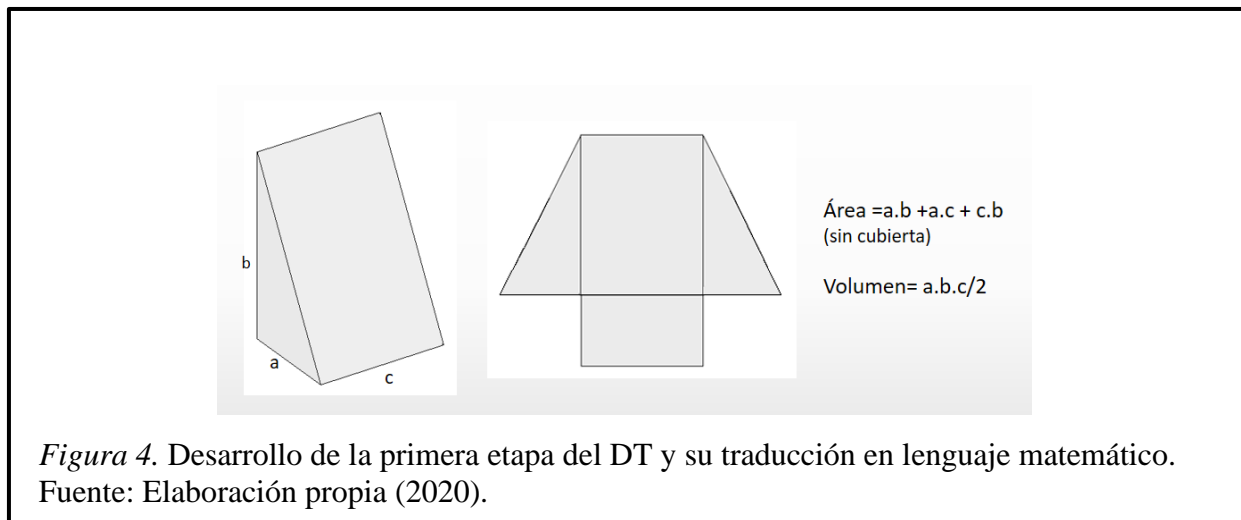 b
a
c
Área =a.b +a.c + c.b
(sin cubierta)
Volumen= a.b.c/2
Figura 4. Desarrollo de la primera etapa del DT y su traducción en lenguaje matemático.
Fuente: Elaboración propia (2020).